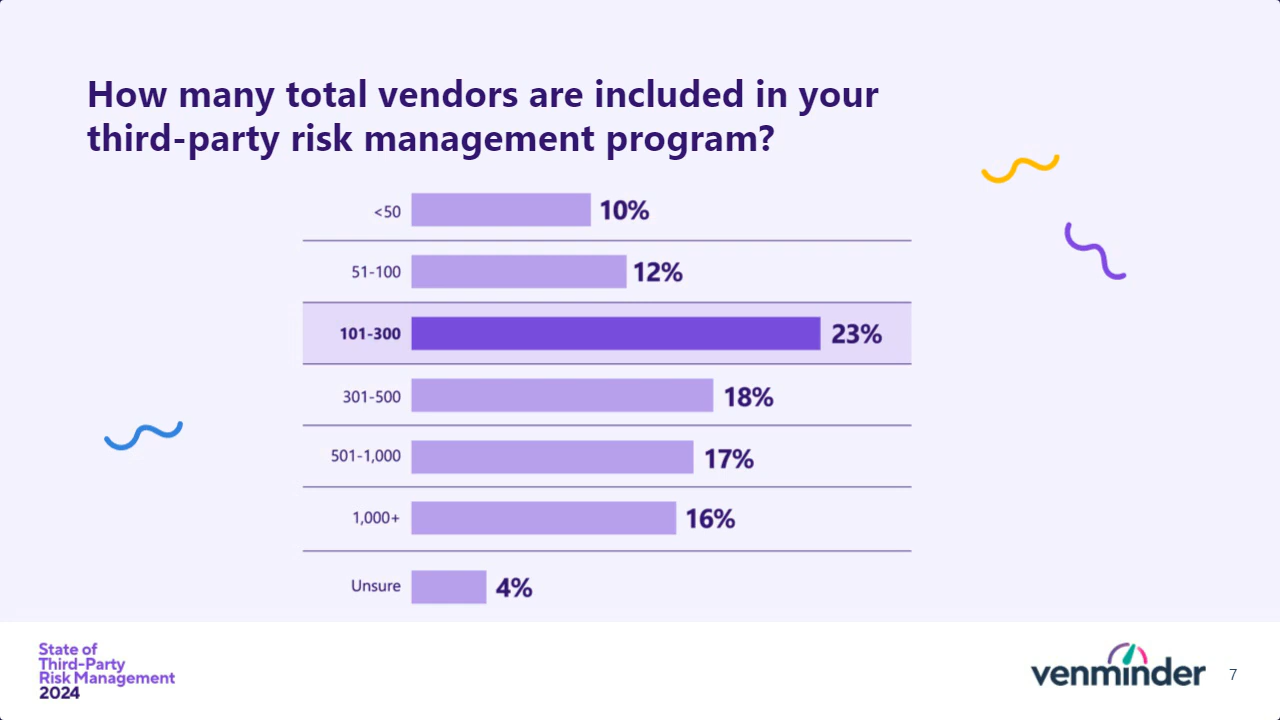 How many total vendors are included in your
third-party risk management program?
<50 10%
51-100 12%
101-300 23%
301-500 18%
501-1,000 17%
1,000+ 16%
Unsure 4%
State of
Third-Party
Risk Management
2024
venminder
7